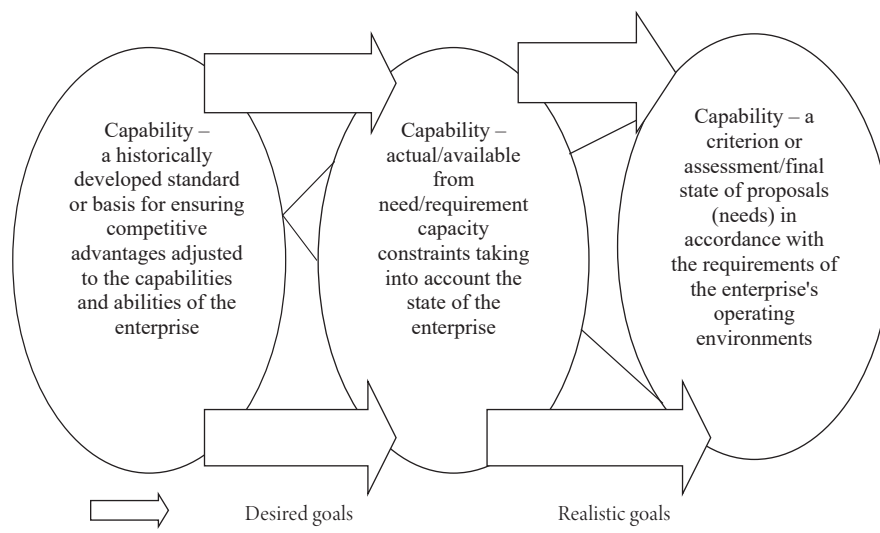 Capability –
a historically
developed standard
or basis for ensuring
competitive
advantages adjusted
to the capabilities
and abilities of the
enterprise
Capability –
actual/available
from
need/requirement
capacity
constraints taking
into account the
state of the
enterprise
Capability – a
criterion or
assessment/final
state of proposals
(needs) in
accordance with
the requirements of
the enterprise's
operating
environments
Desired goals
Realistic goals